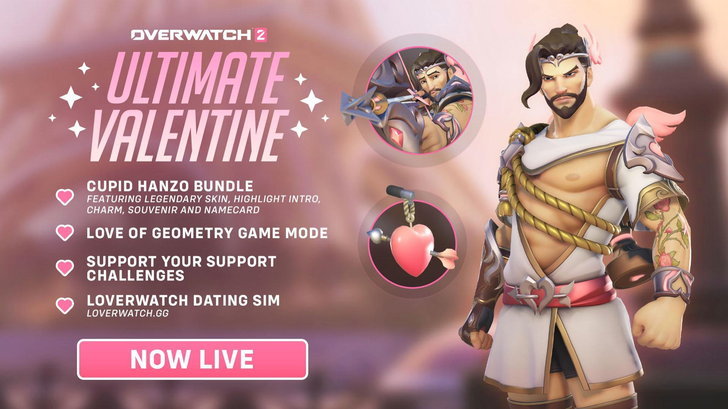 OVERWATCH 2
ULTIMATE
VALENTINE
CUPID HANZO BUNDLE
FEATURING LEGENDARY SKIN, HIGHLIGHT INTRO,
CHARM, SOUVENIR AND NAMECARD
LOVE OF GEOMETRY GAME MODE
SUPPORT YOUR SUPPORT
CHALLENGES
LOVERWATCH DATING SIM
LOVERWATCH.GG
NOW LIVE